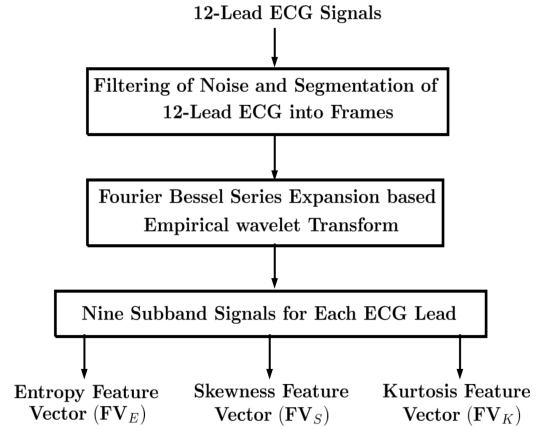 12-Lead ECG Signals
Filtering of Noise and Segmentation of
12-Lead ECG into Frames
Fourier Bessel Series Expansion based
Empirical wavelet Transform
Nine Subband Signals for Each ECG Lead
Entropy Feature
Vector (FV_E)
Skewness Feature
Vector (FV_S)
Kurtosis Feature
Vector (FV_K)